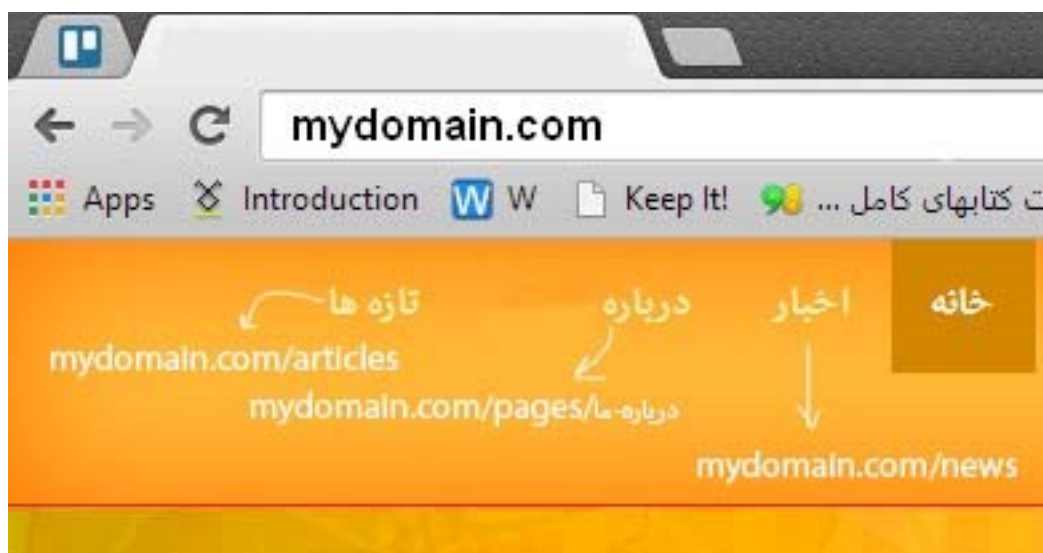 mydomain.com
Apps Introduction W W Keep It! 98 ت کتابهای کامل ...
خانه اخبار درباره تازه ها
mydomain.com/articles
mydomain.com/pages/درباره-ما
mydomain.com/news